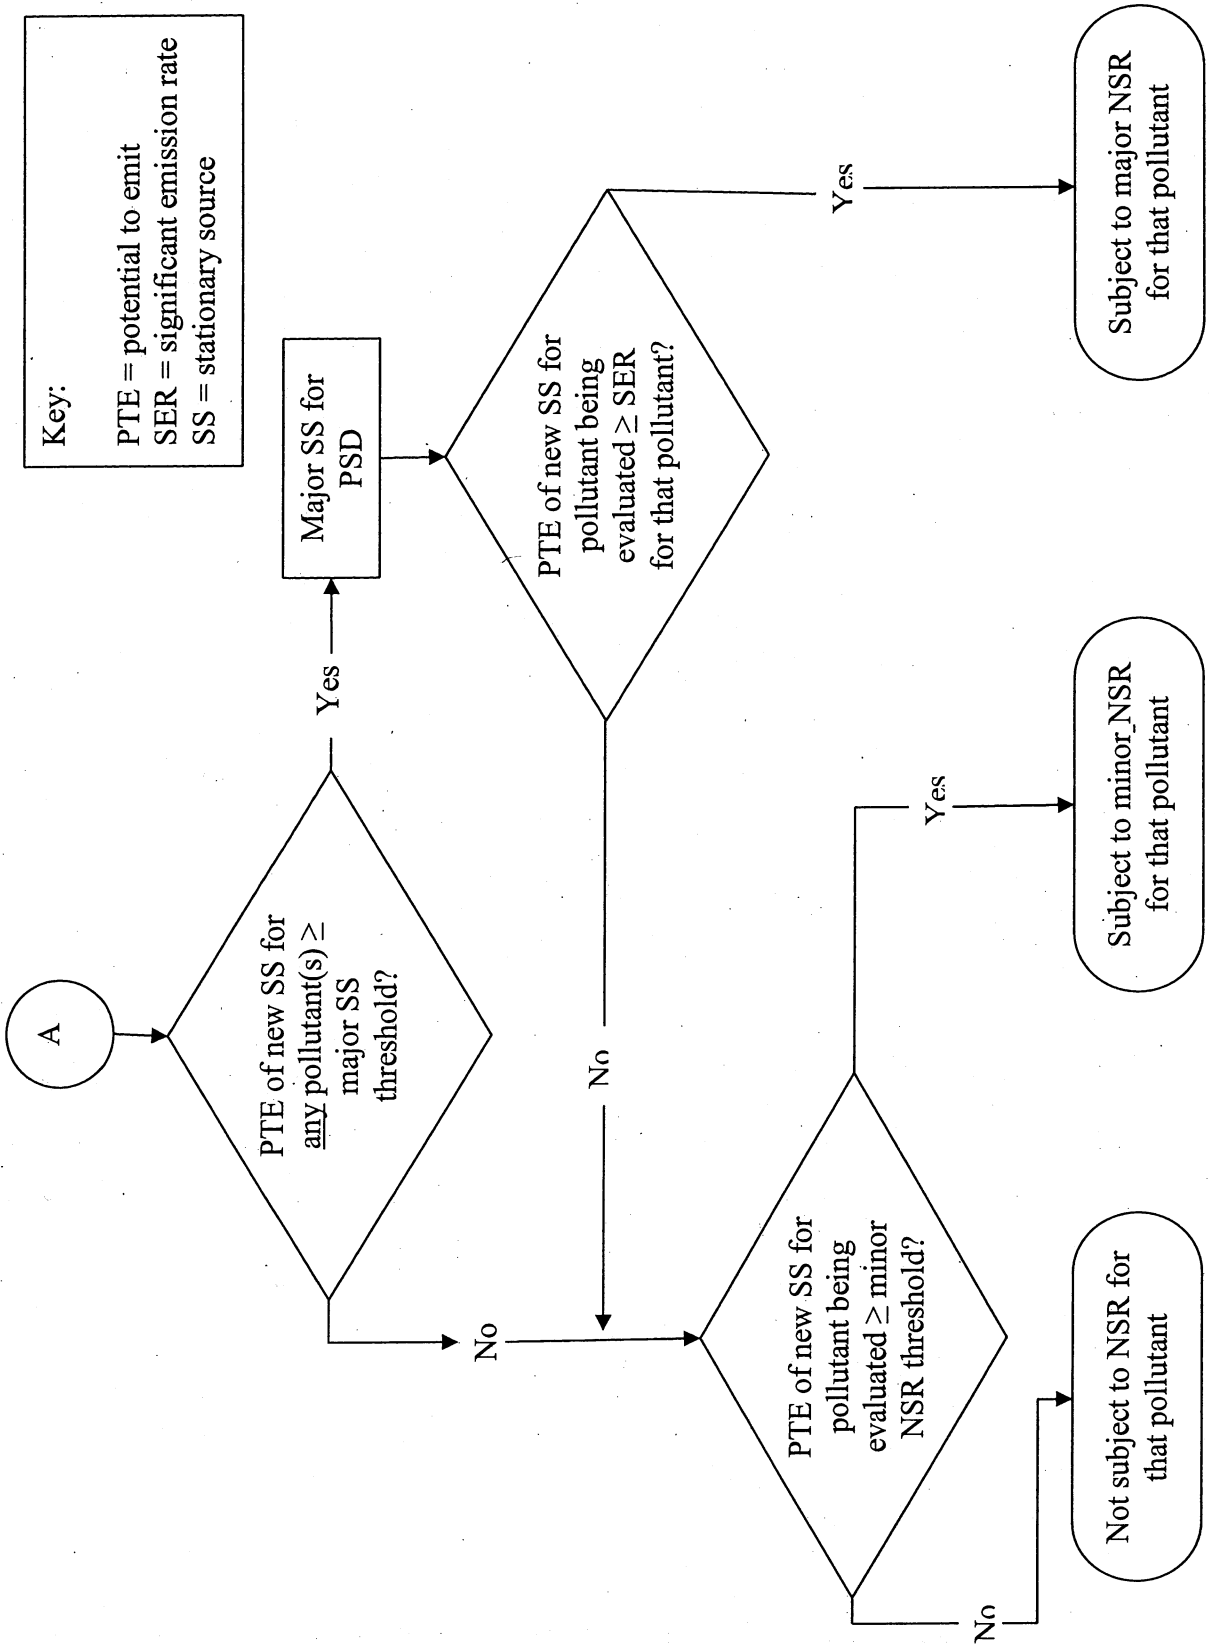 A
Key:
PTE = potential to emit
SER = significant emission rate
SS = stationary source
PTE of new SS for
any pollutant(s) ≥
major SS
threshold?
Yes
Major SS for
PSD
No
PTE of new SS for
pollutant being
evaluated ≥ SER
for that pollutant?
No
Yes
PTE of new SS for
pollutant being
evaluated ≥ minor
NSR threshold?
Yes
No
Not subject to NSR for
that pollutant
Subject to minor NSR
for that pollutant
Subject to major NSR
for that pollutant